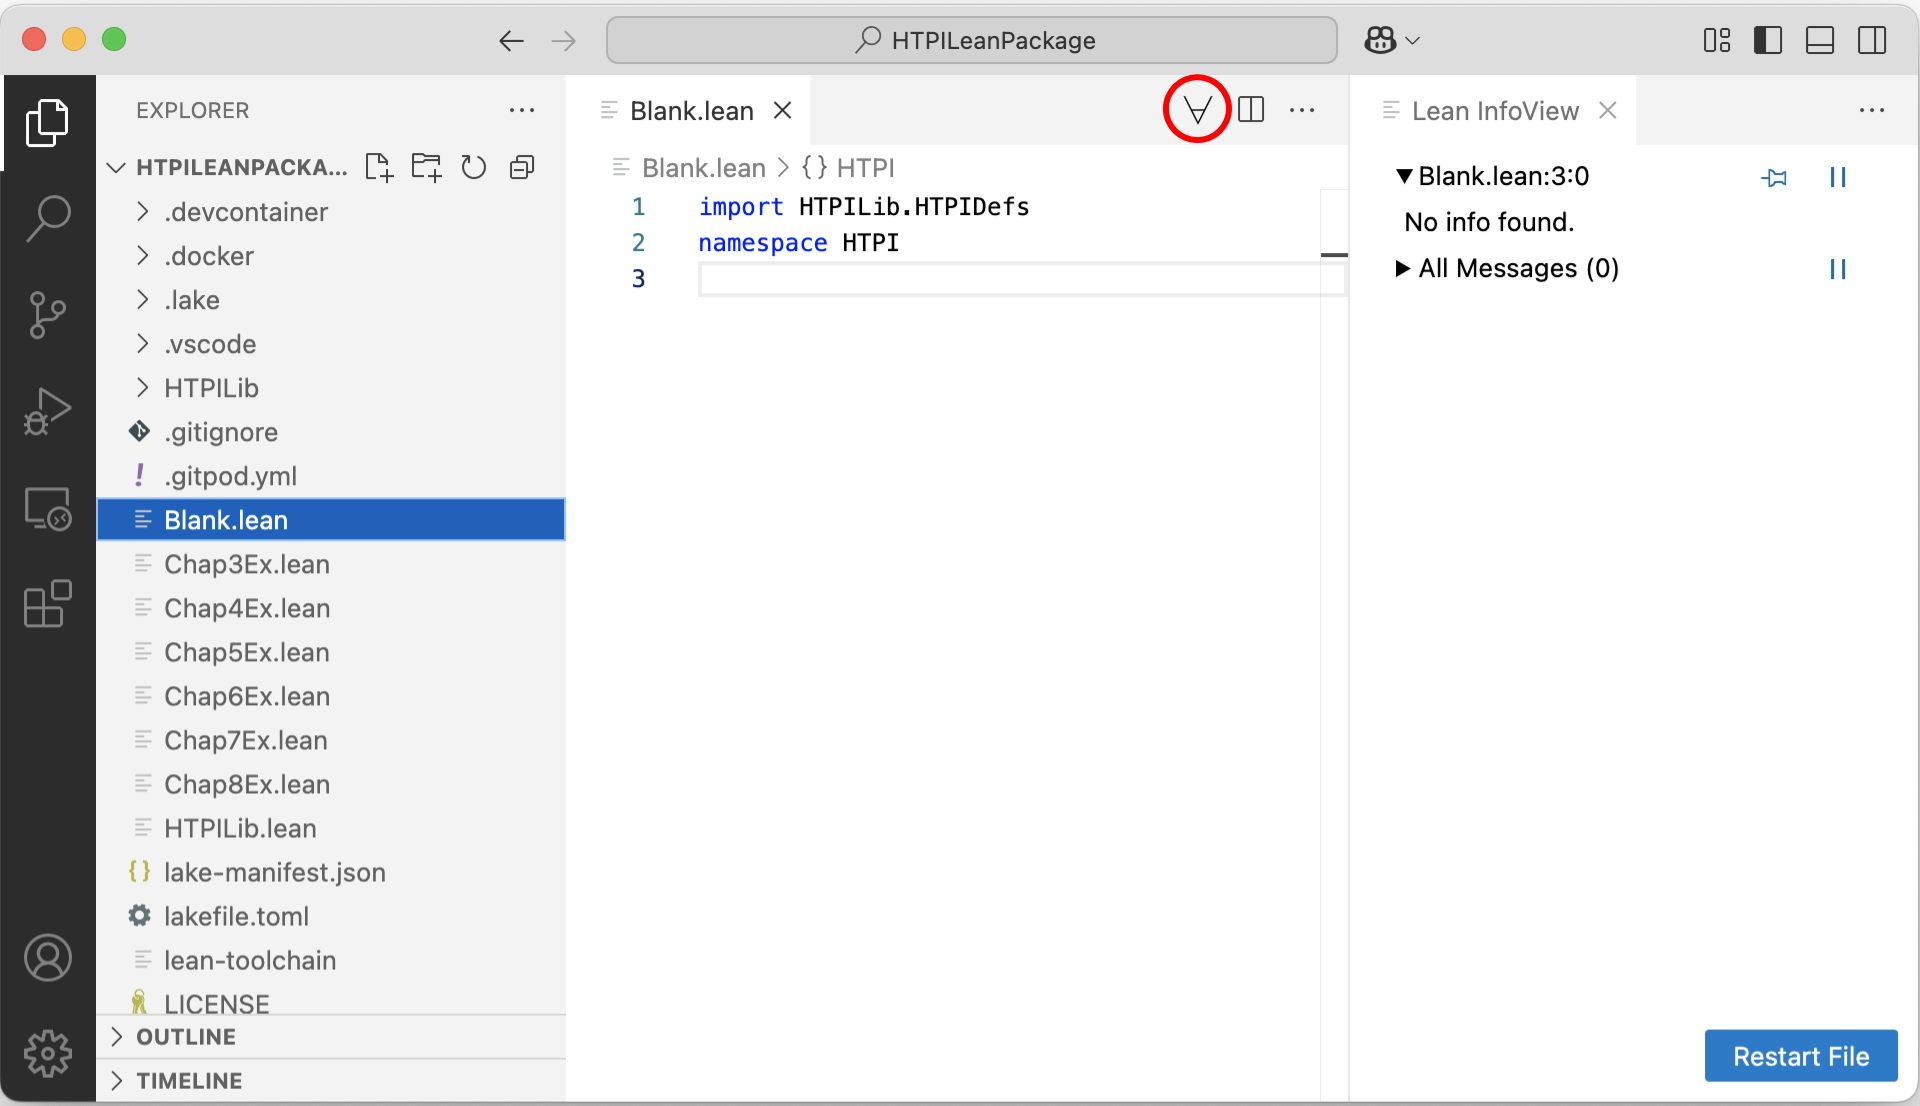 HTPILeanPackage
EXPLORER
HTPILEANPACKA...
.devcontainer
.docker
.lake
.vscode
HTPILib
.gitignore
! .gitpod.yml
Blank.lean
Chap3Ex.lean
Chap4Ex.lean
Chap5Ex.lean
Chap6Ex.lean
Chap7Ex.lean
Chap8Ex.lean
HTPILib.lean
{} lake-manifest.json
lakefile.toml
lean-toolchain
LICENSE
OUTLINE
TIMELINE
Blank.lean
∀
Blank.lean > {} HTPI
1 import HTPILib.HTPIDefs
2 namespace HTPI
3
Lean InfoView
▼Blank.lean:3:0
No info found.
▶All Messages (0)
Restart File